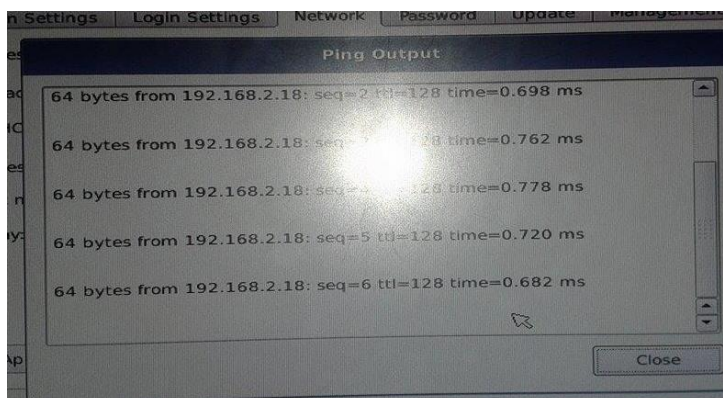 n Settings Login Settings Network Password Update Management
Ping Output
64 bytes from 192.168.2.18: seq=2 ttl=128 time=0.698 ms
64 bytes from 192.168.2.18: time=0.762 ms
64 bytes from 192.168.2.18: seq=4 128 time=0.778 ms
64 bytes from 192.168.2.18: seq=5 ttl=128 time=0.720 ms
64 bytes from 192.168.2.18: seq=6 ttl=128 time=0.682 ms
Close